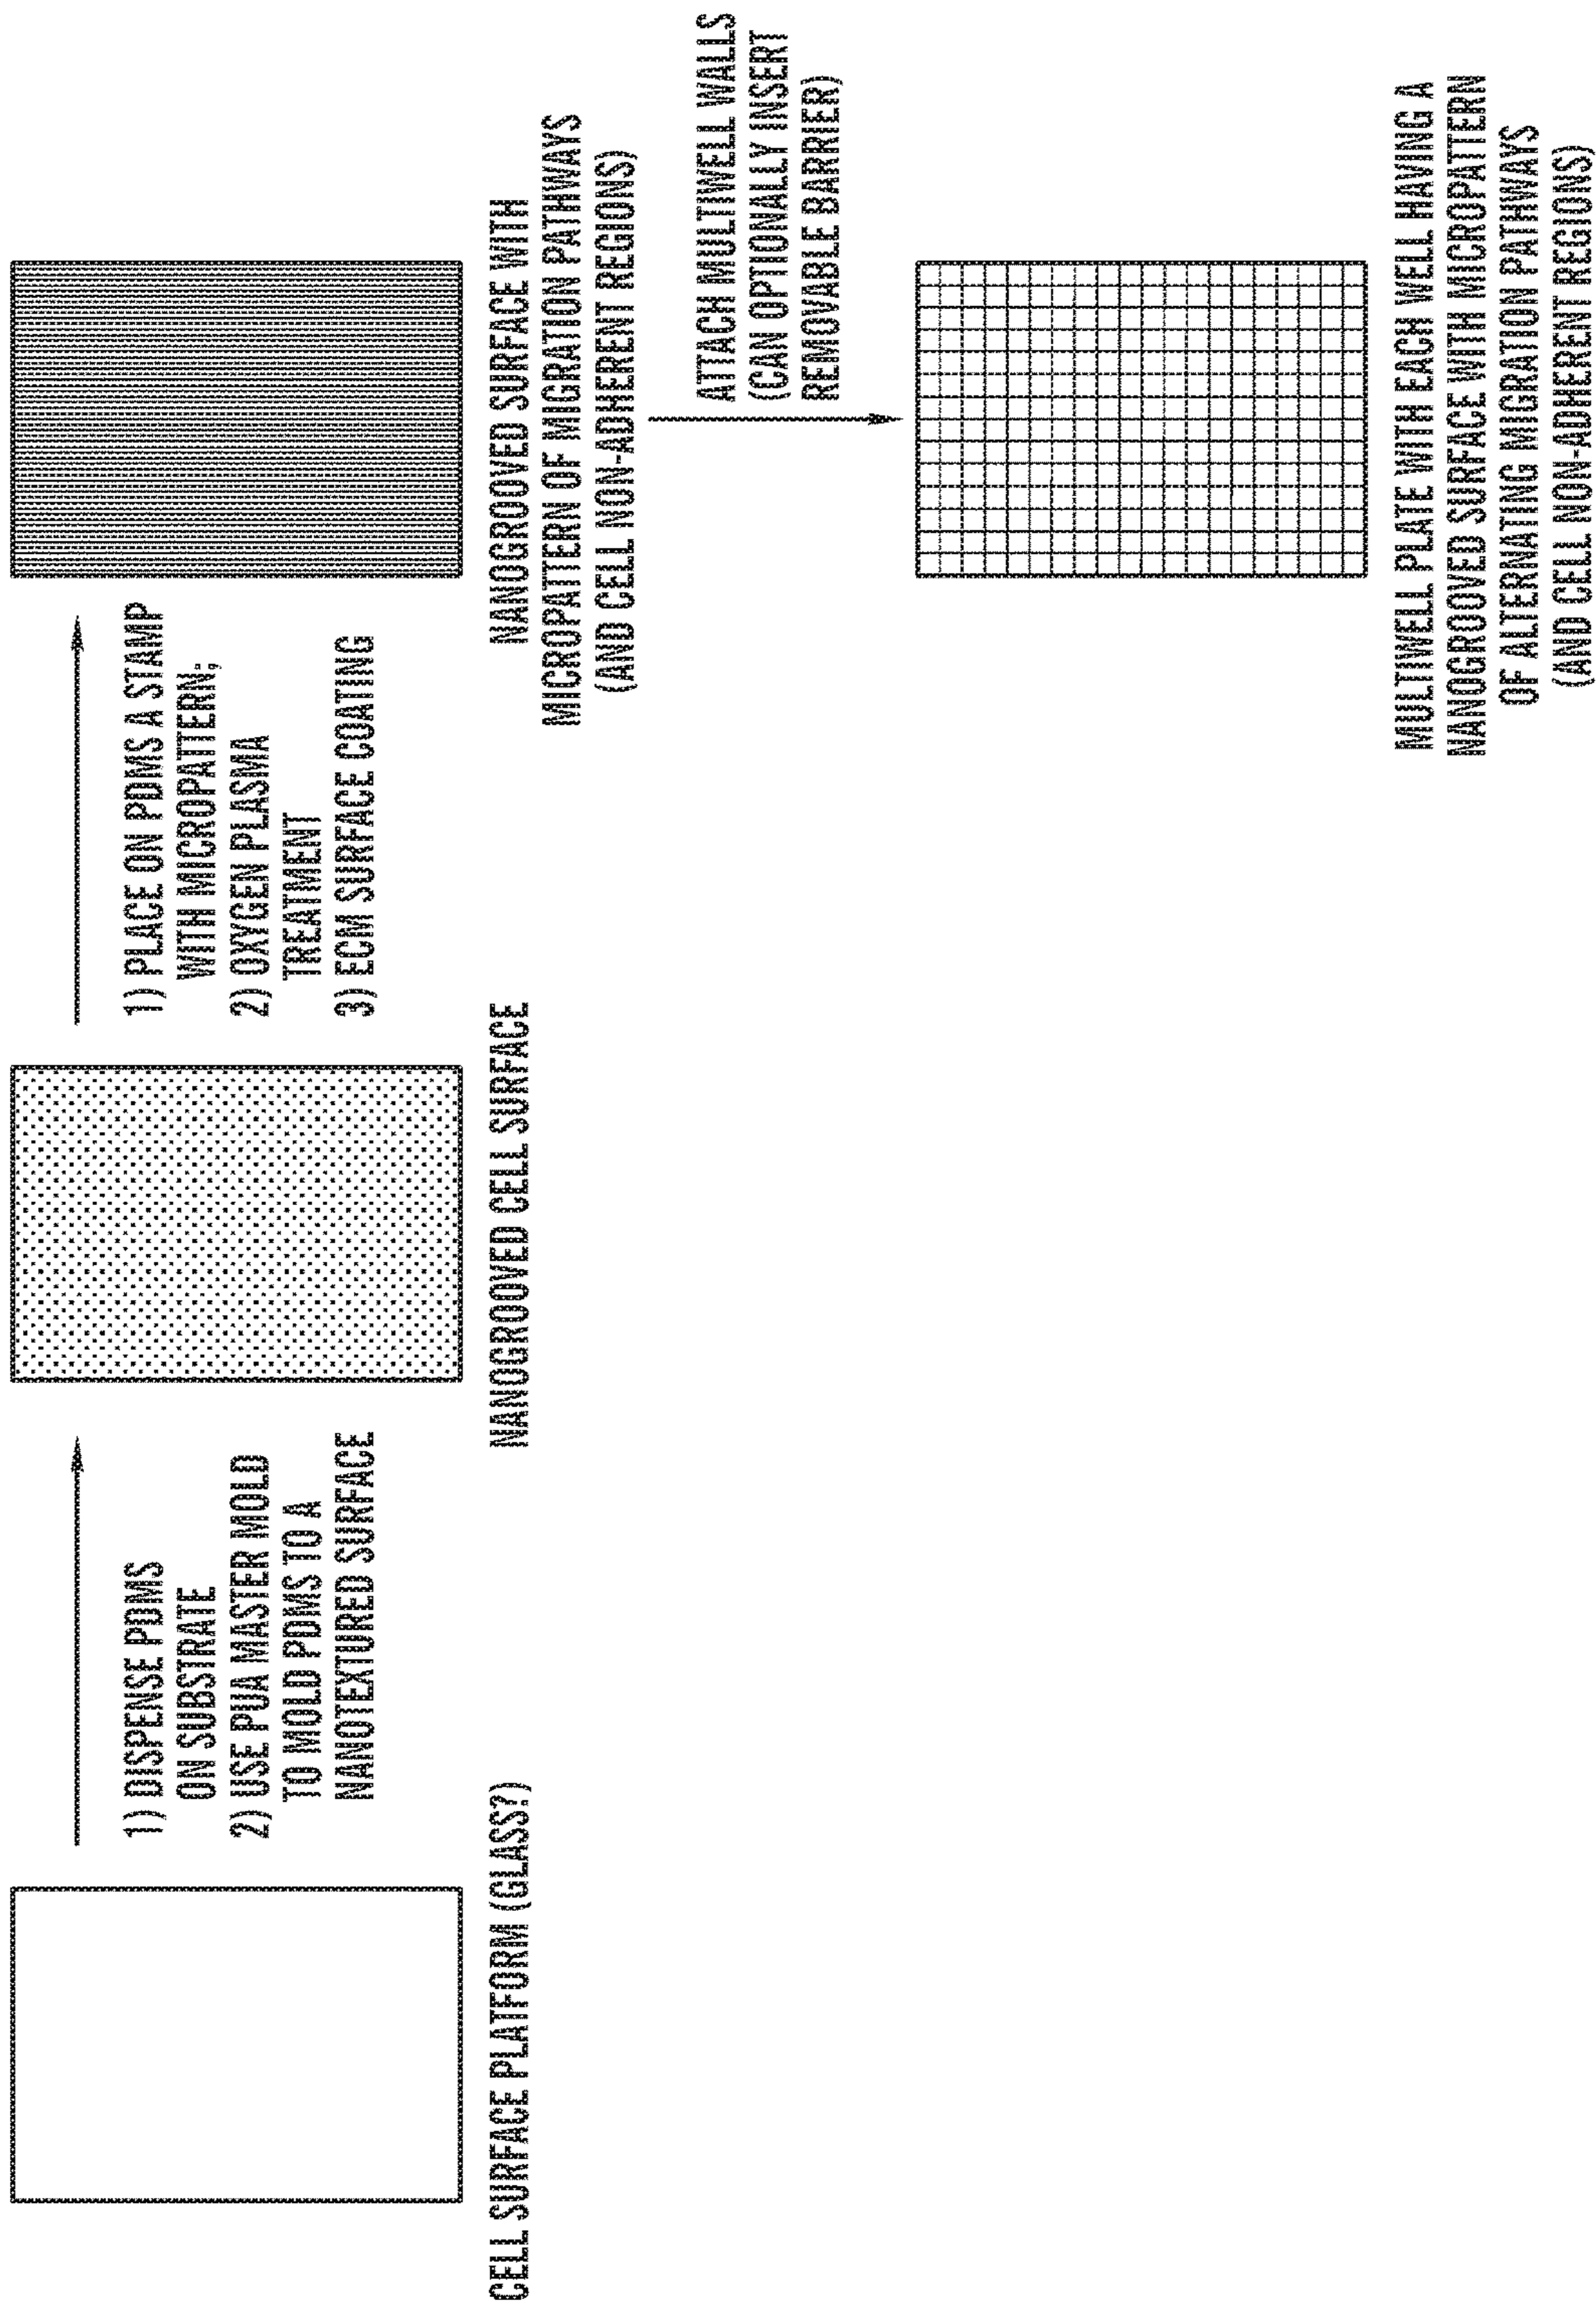 CELL SURFACE PLATFORM (GLASS?)
1) DISPENSE PDMS
ON SUBSTRATE
2) USE PUA MASTER MOLD
TO MOLD PDMS TO A
NANOTEXTURED SURFACE
NANOGROOVED CELL SURFACE
1) PLACE ON PDMS A STAMP
WITH MICROPATTERN;
2) OXYGEN PLASMA
TREATMENT
3) ECM SURFACE COATING
NANOGROOVED SURFACE WITH
MICROPATTERN OF MIGRATION PATHWAYS
(AND CELL NON-ADHERENT REGIONS)
ATTACH MULTIWELL WALLS
(CAN OPTIONALLY INSERT
REMOVABLE BARRIER)
MULTIWELL PLATE WITH EACH WELL HAVING A
NANOGROOVED SURFACE WITH MICROPATTERN
OF ALTERNATING MIGRATION PATHWAYS
(AND CELL NON-ADHERENT REGIONS)